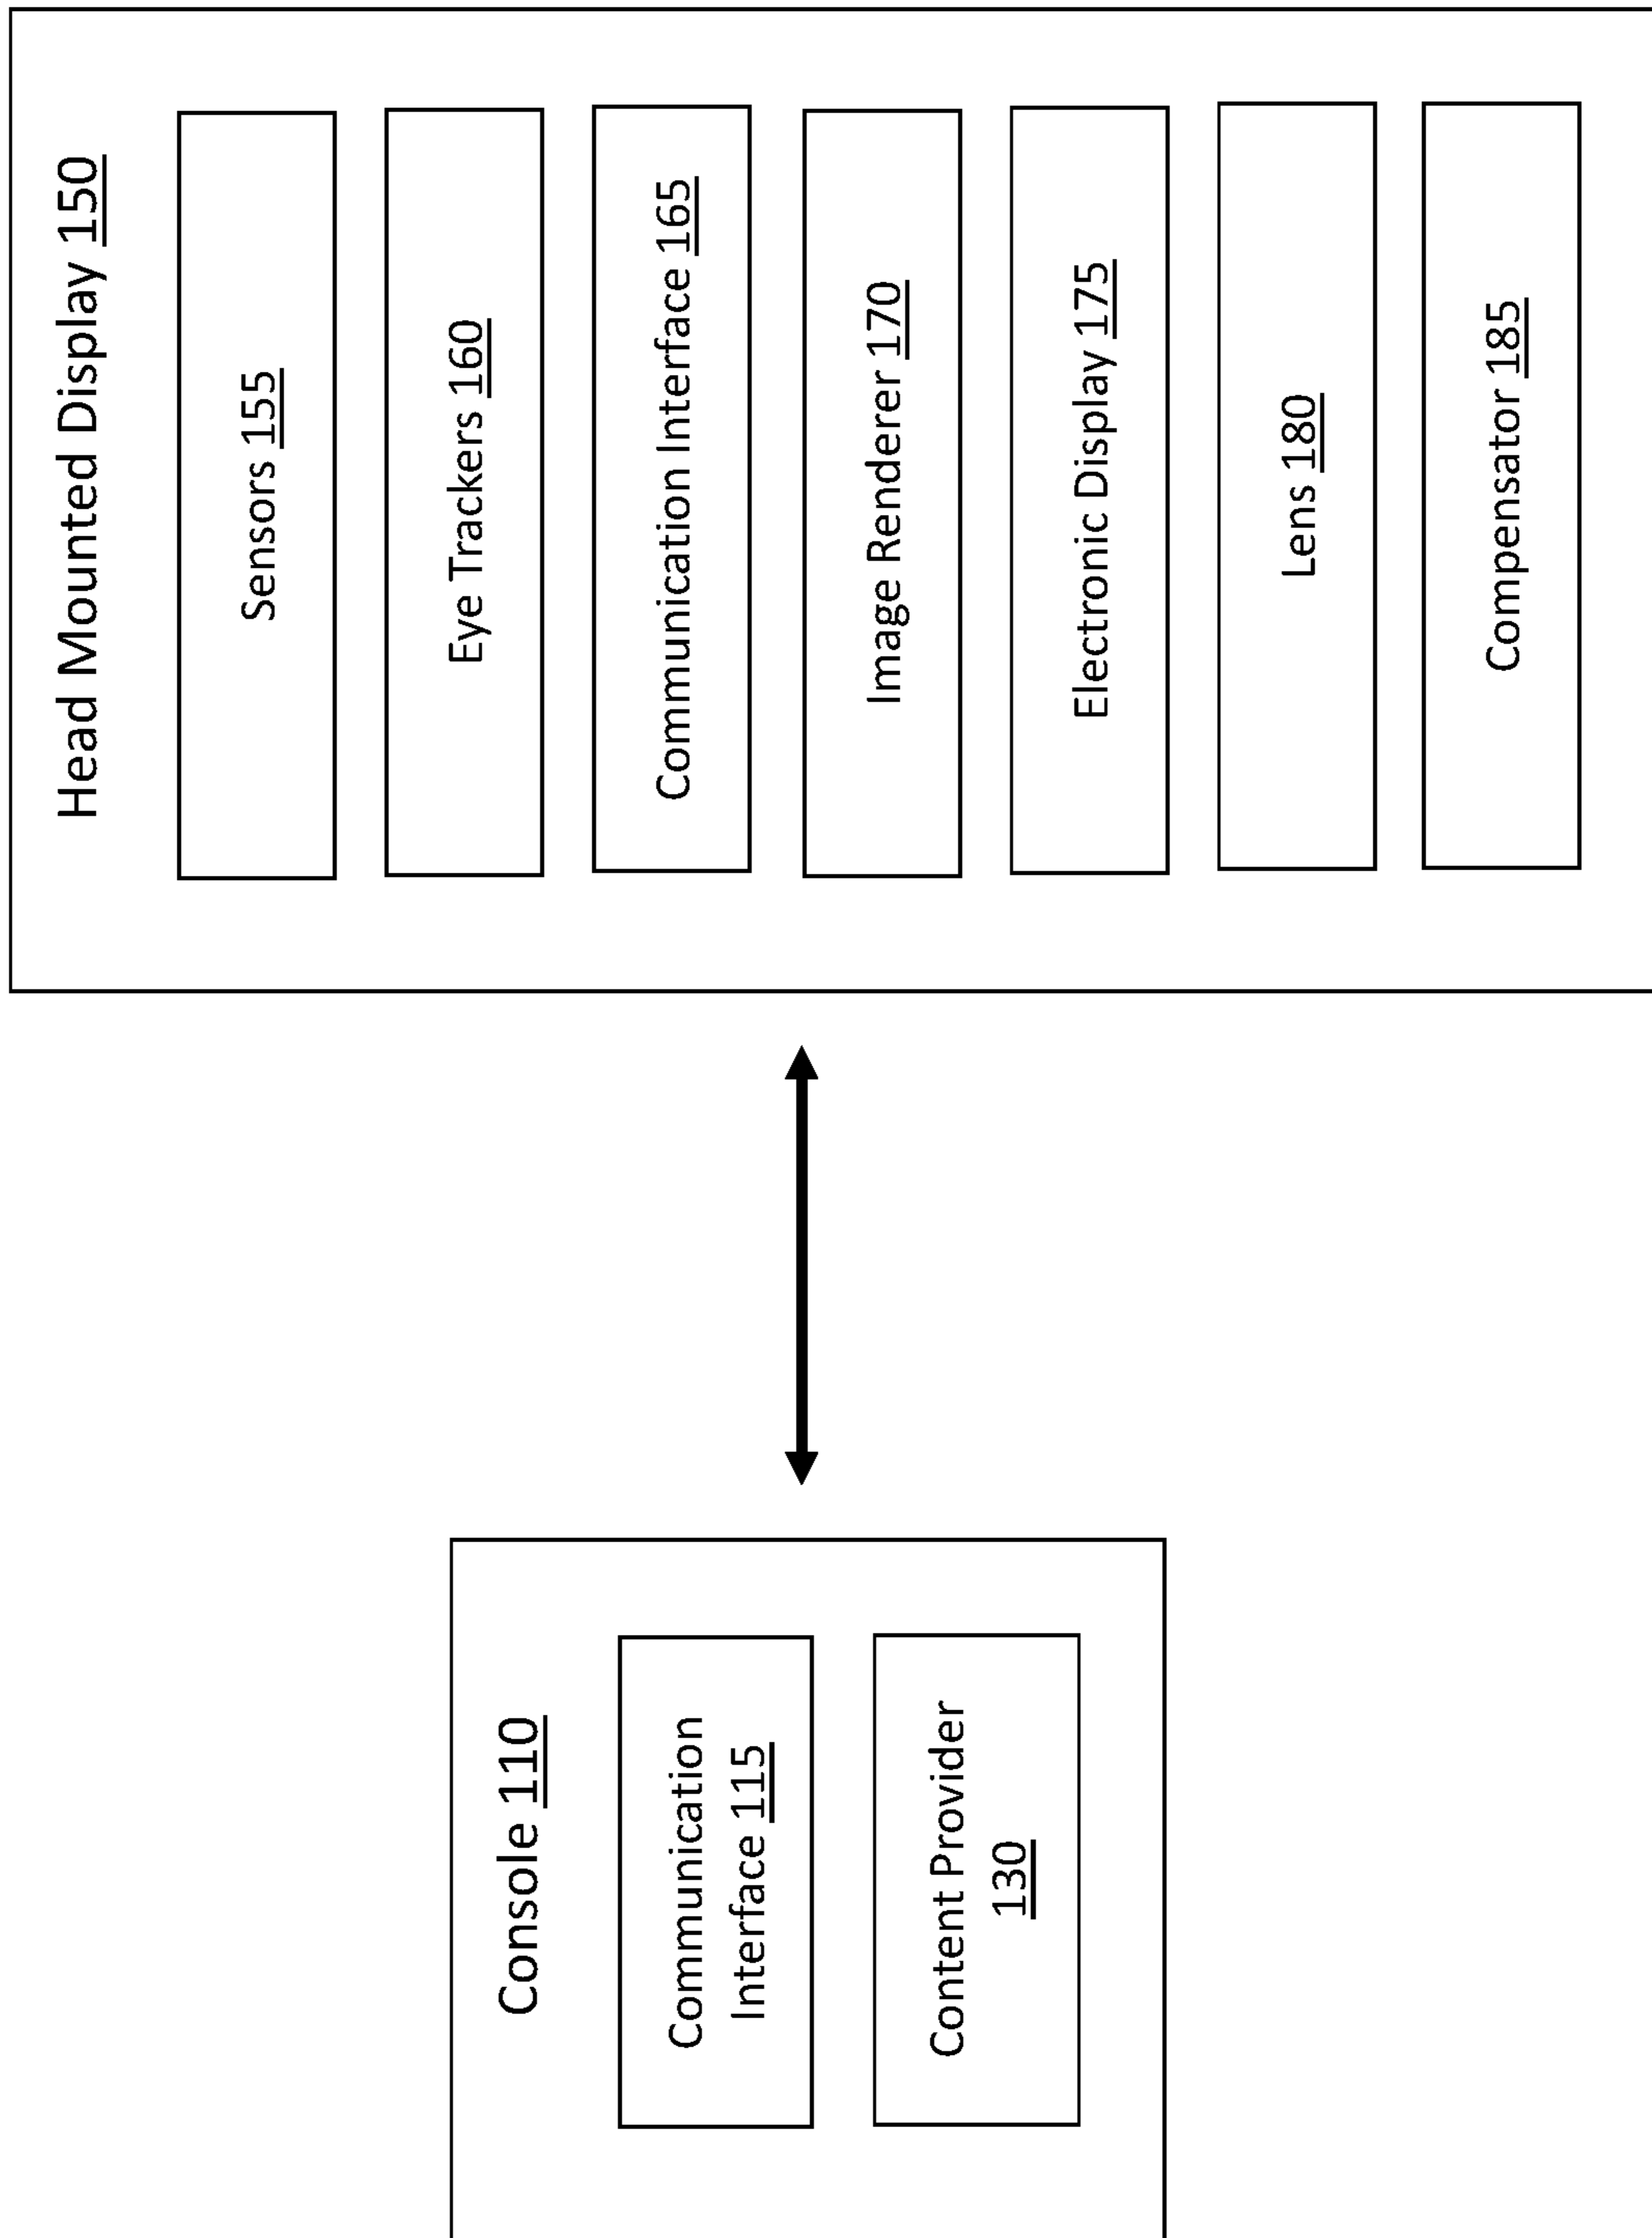 Head Mounted Display 150
Sensors 155
Eye Trackers 160
Communication Interface 165
Image Renderer 170
Electronic Display 175
Lens 180
Compensator 185
Console 110
Communication
Interface 115
Content Provider
130